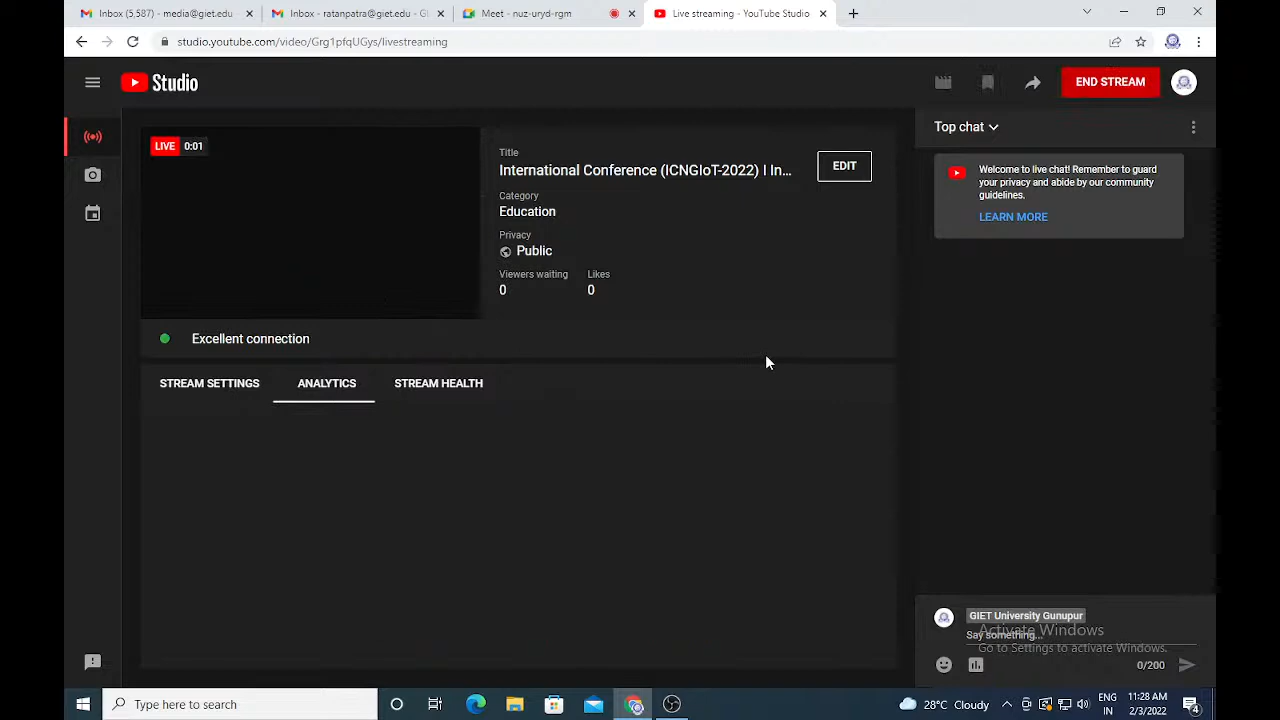 Inbox (5,587) - media@giet.edu
Inbox - ratanpatra@giet.edu - G
Meet - nuz-uryd-rgm
Live streaming - YouTube Studio
studio.youtube.com/video/Grg1pfqUGys/livestreaming
Studio
END STREAM
LIVE 0:01
Title
International Conference (ICNGIoT-2022) I In...
EDIT
Category
Education
Privacy
Public
Viewers waiting Likes
0 0
Excellent connection
STREAM SETTINGS ANALYTICS STREAM HEALTH
Top chat
Welcome to live chat! Remember to guard
your privacy and abide by our community
guidelines.
LEARN MORE
GIET University Gunupur
Say something...
Activate Windows
Go to Settings to activate Windows.
0/200
Type here to search
28°C Cloudy
ENG
IN
11:28 AM
2/3/2022
4